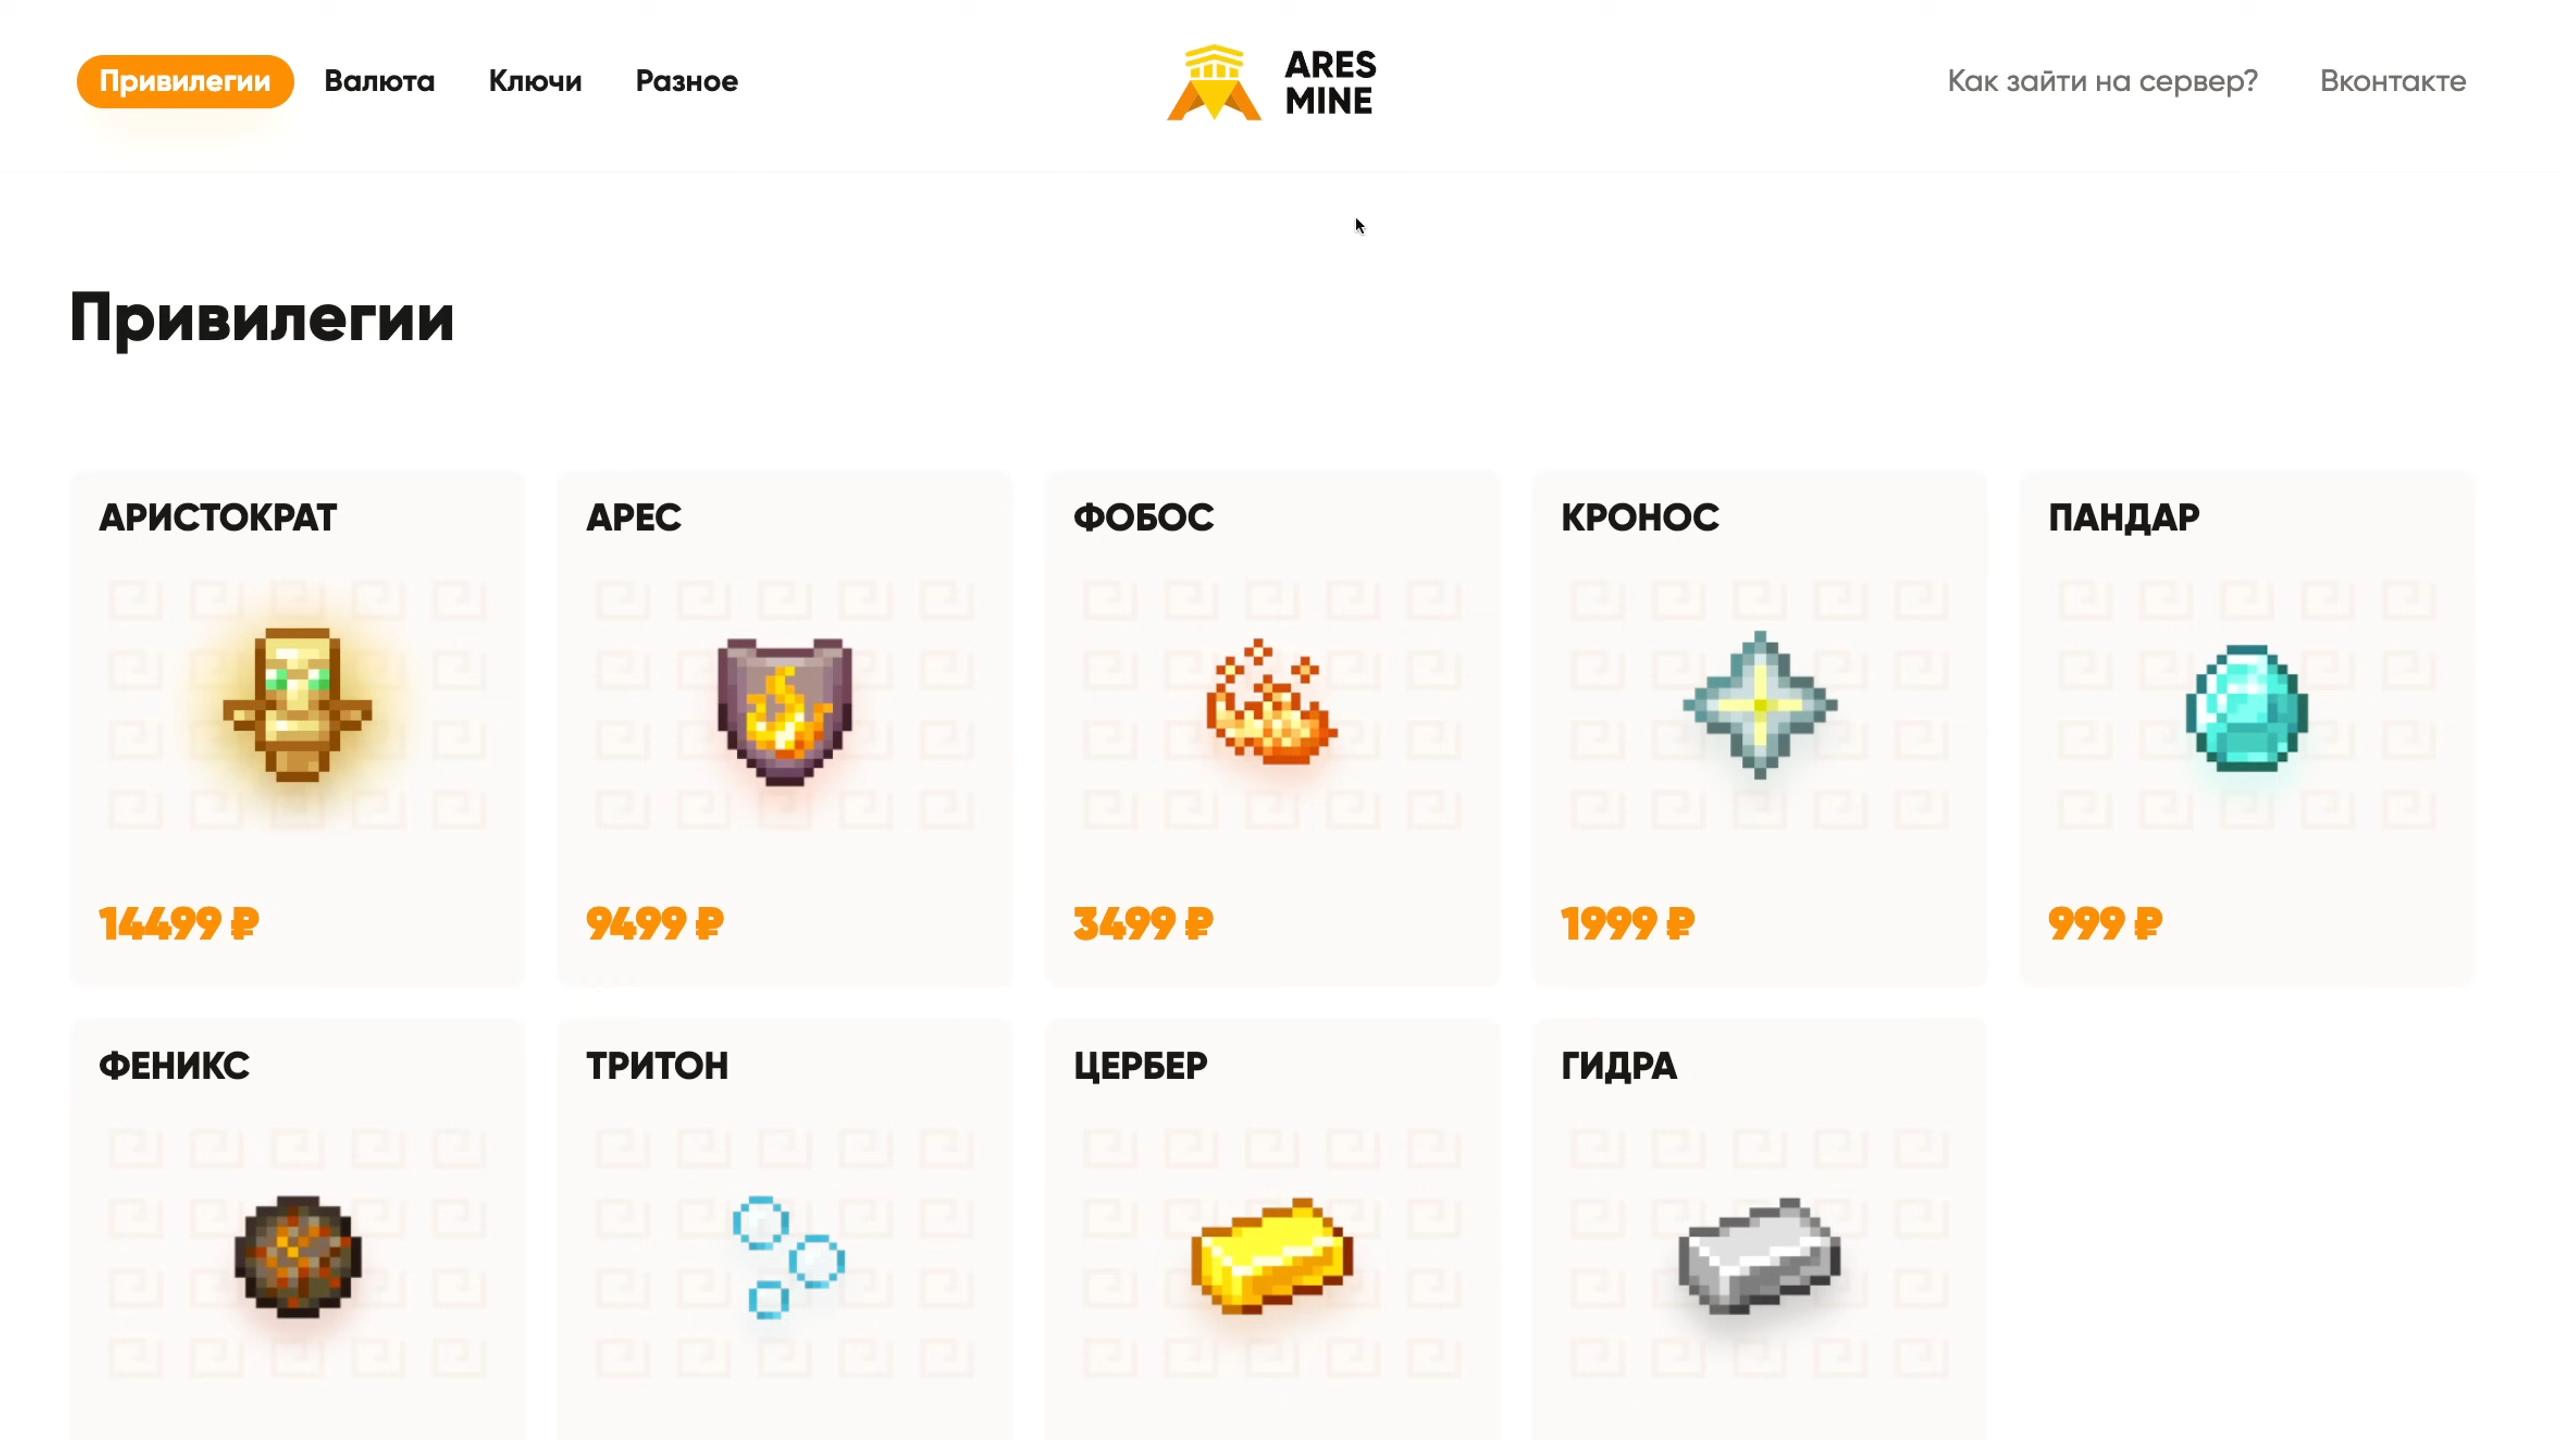 Привилегии
Валюта
Ключи
Разное
ARES
MINE
Как зайти на сервер?
Вконтакте
Привилегии
АРИСТОКРАТ
АРЕС
ФОБОС
КРОНОС
ПАНДАР
14499 ₽
9499 ₽
3499 ₽
1999 ₽
999 ₽
ФЕНИКС
ТРИТОН
ЦЕРБЕР
ГИДРА